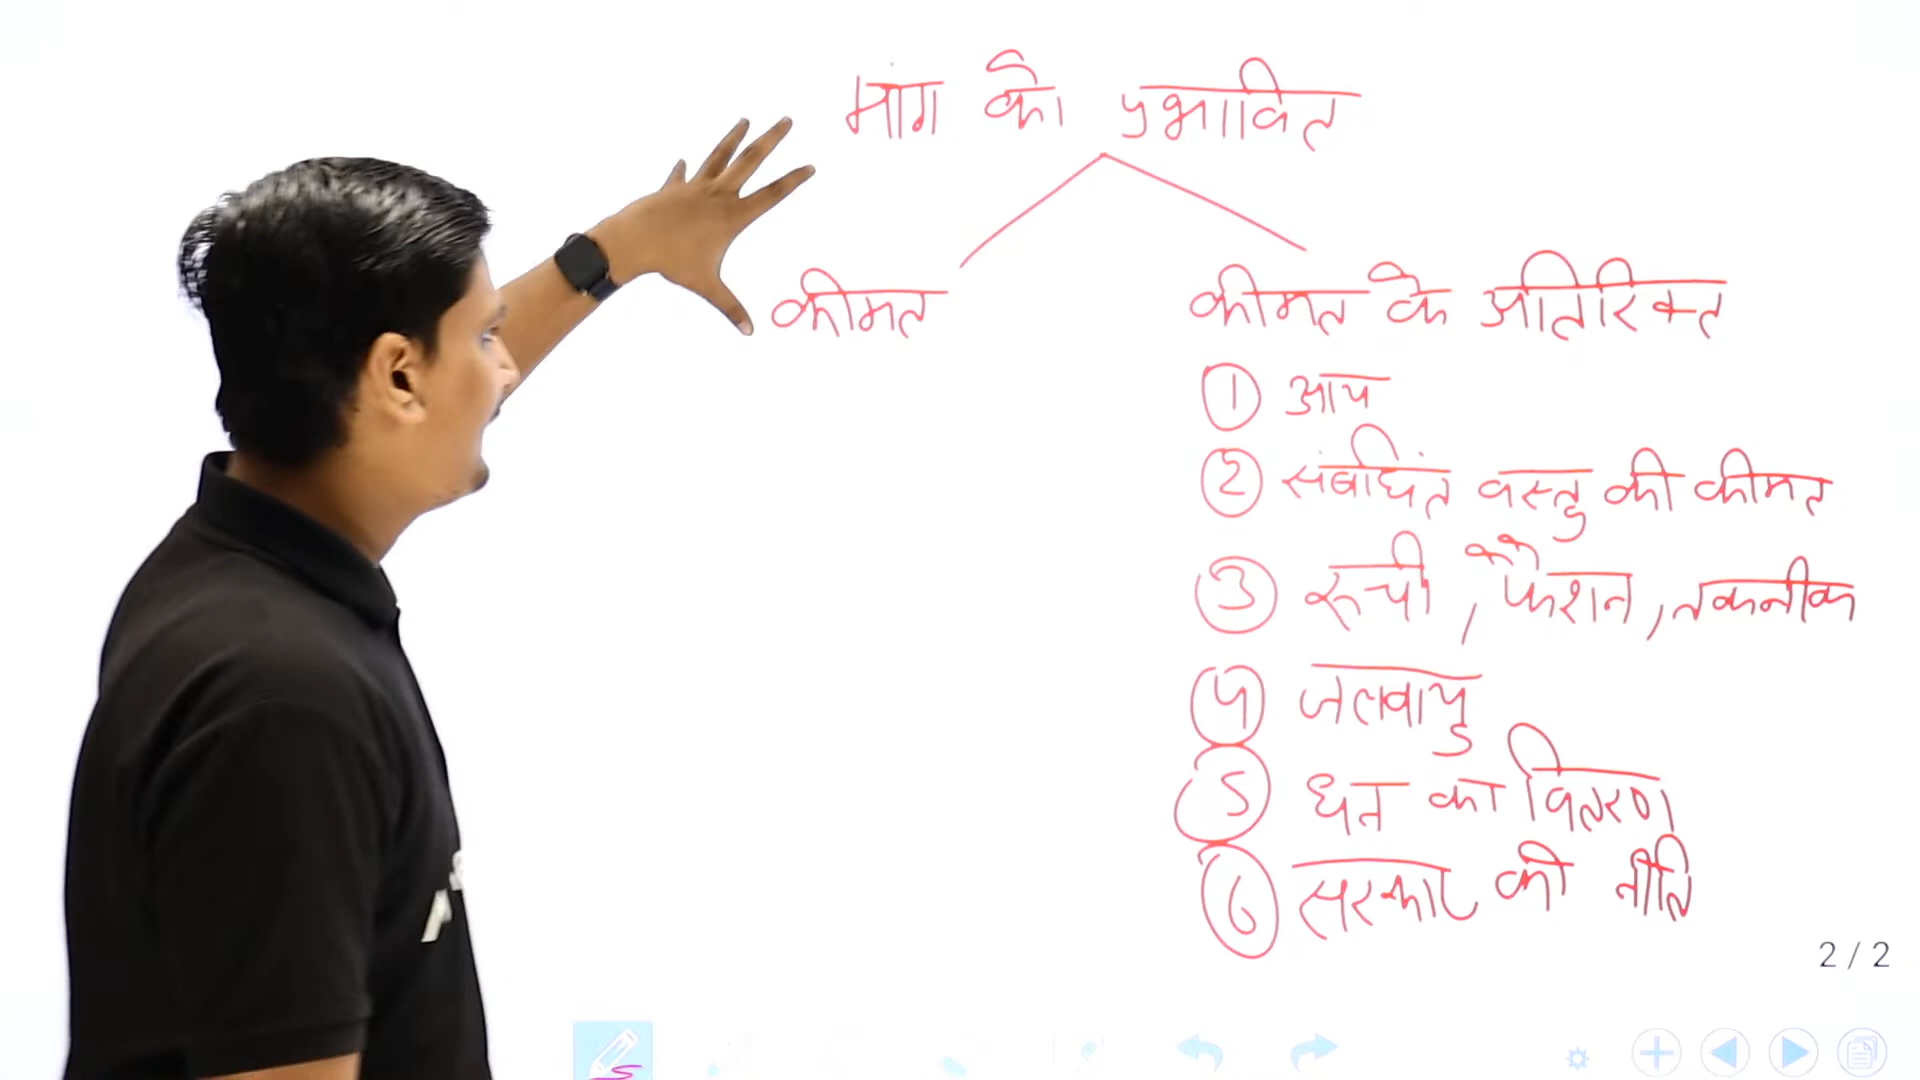 मांग को प्रभावित
कीमत
कीमत के अतिरिक्त
① आय
② संबंधित वस्तु की कीमत
③ रूची, फैशन, तकनीक
④ जलवायु
⑤ धन का वितरण
⑥ सरकार की नीति
2 / 2